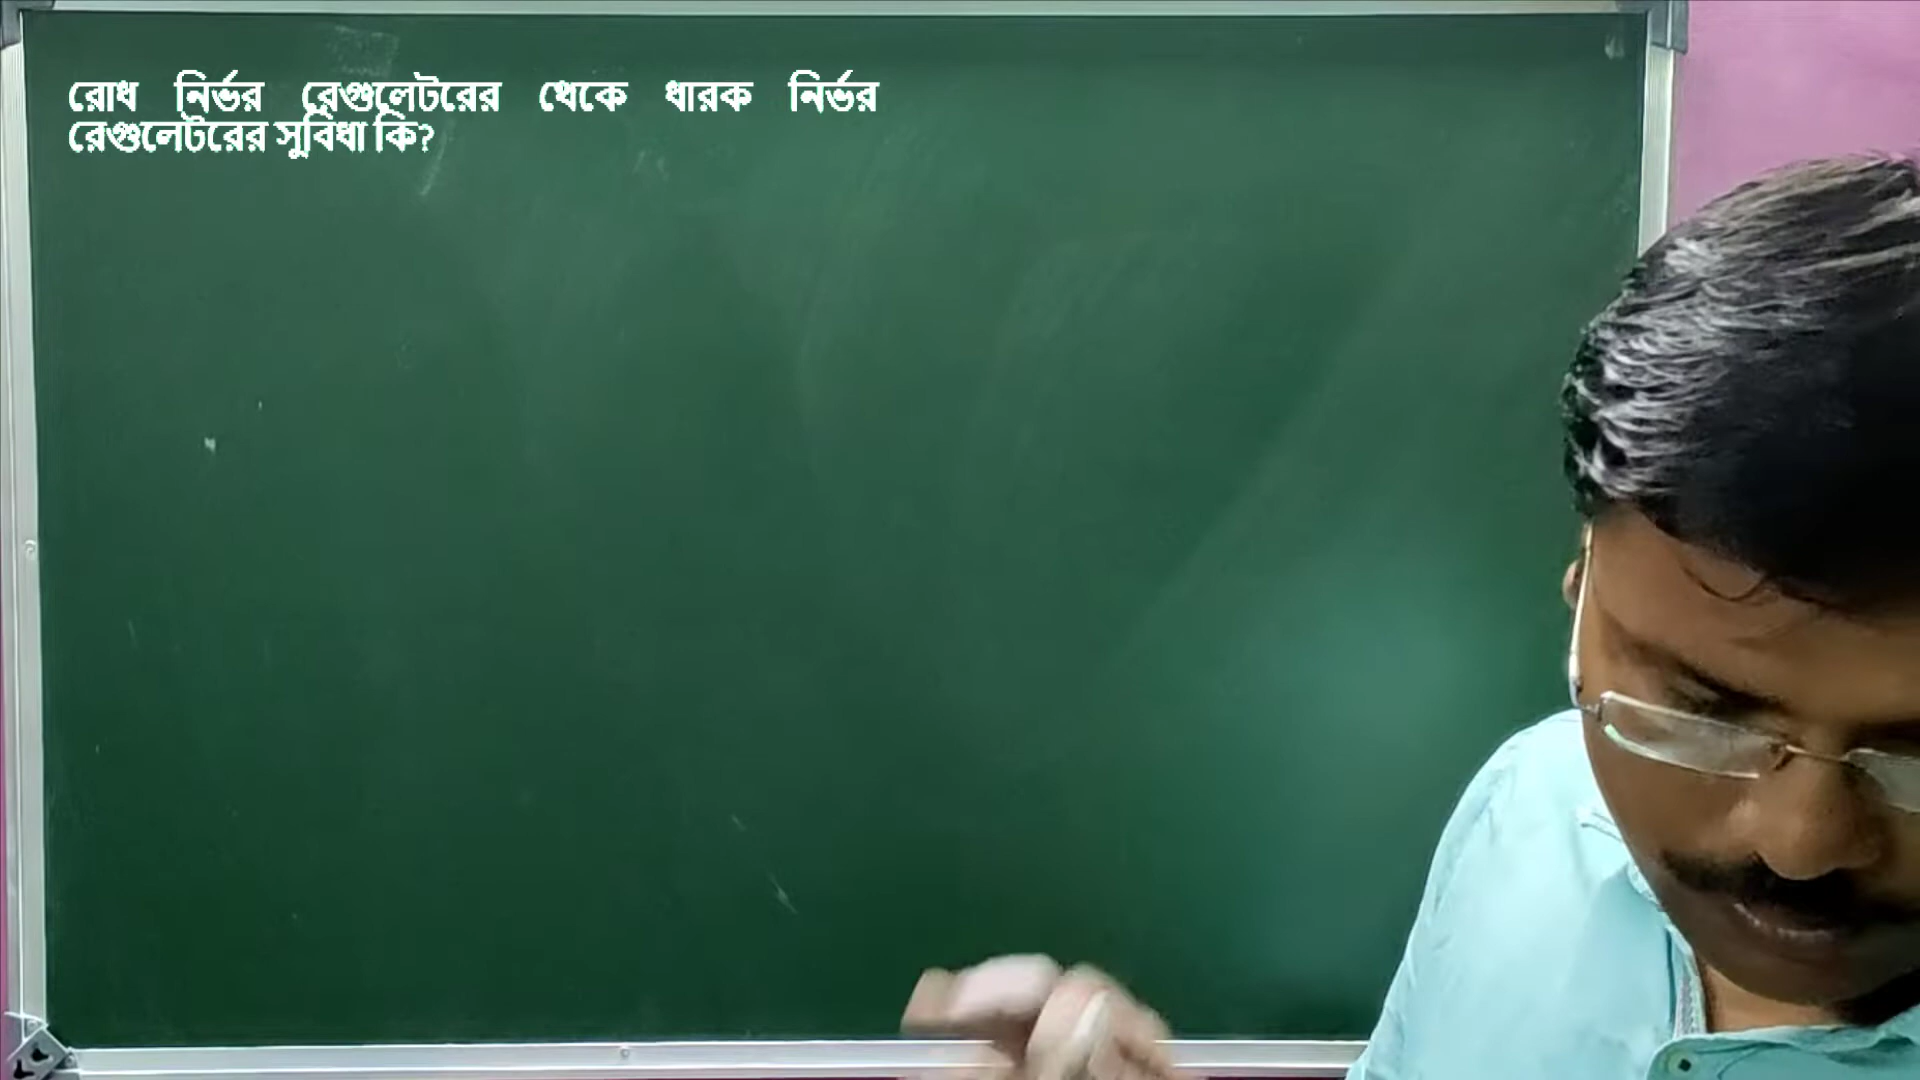 রোধ নির্ভর রেগুলেটরের থেকে ধারক নির্ভর
রেগুলেটরের সুবিধা কি?